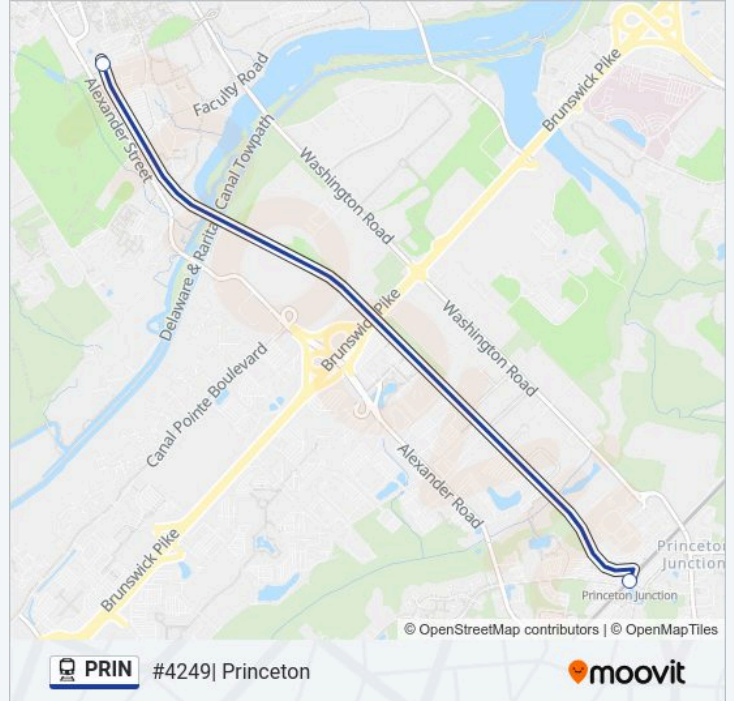 Faculty Road
Alexander Street
Brunswick Pike
Delaware & Raritan Canal Towpath
Washington Road
Brunswick Pike
Washington Road
Canal Pointe Boulevard
Alexander Road
Brunswick Pike
Princeton
Junction
Princeton Junction
© OpenStreetMap contributors | © OpenMapTiles
PRIN #4249| Princeton
moovit